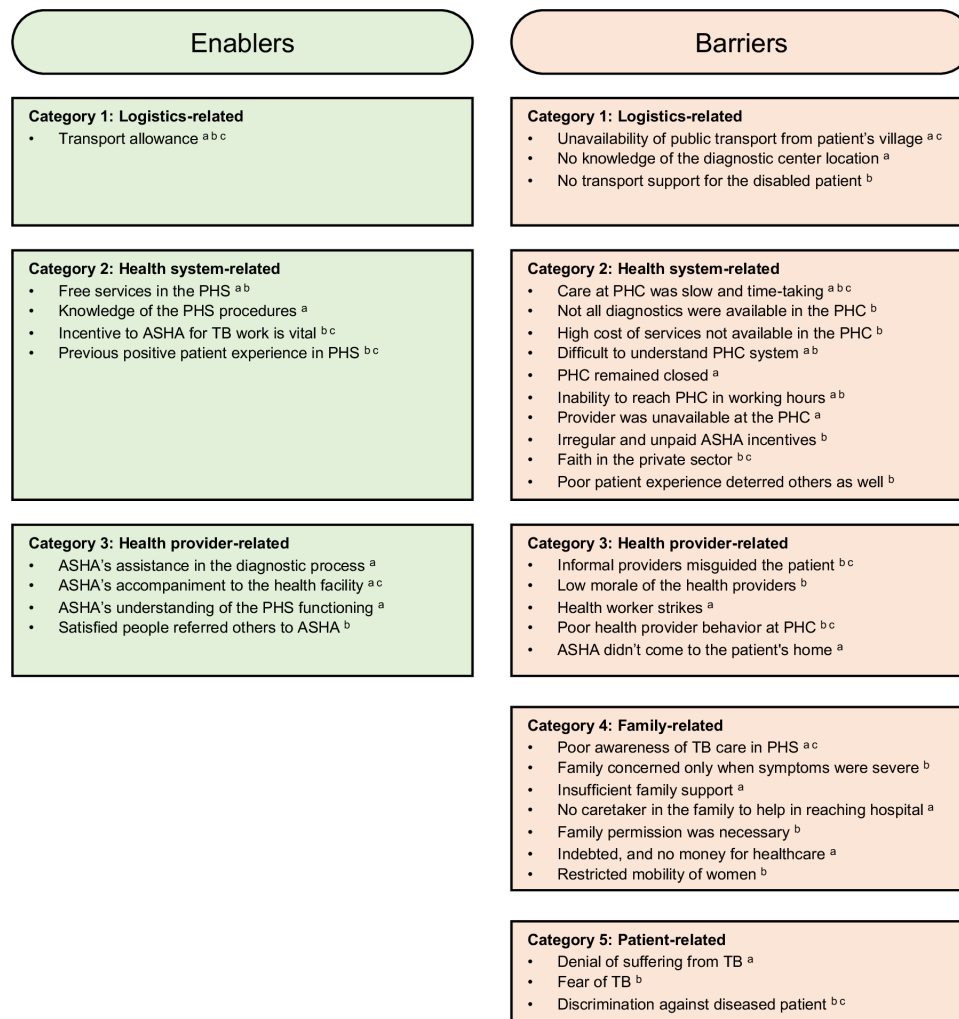 Enablers
Category 1: Logistics-related
• Transport allowance a b c
Category 2: Health system-related
• Free services in the PHS a b
• Knowledge of the PHS procedures a
• Incentive to ASHA for TB work is vital b c
• Previous positive patient experience in PHS b c
Category 3: Health provider-related
• ASHA's assistance in the diagnostic process a
• ASHA's accompaniment to the health facility a c
• ASHA's understanding of the PHS functioning a
• Satisfied people referred others to ASHA b
Barriers
Category 1: Logistics-related
• Unavailability of public transport from patient's village a c
• No knowledge of the diagnostic center location a
• No transport support for the disabled patient b
Category 2: Health system-related
• Care at PHC was slow and time-taking a b c
• Not all diagnostics were available in the PHC b
• High cost of services not available in the PHC b
• Difficult to understand PHC system a b
• PHC remained closed a
• Inability to reach PHC in working hours a b
• Provider was unavailable at the PHC a
• Irregular and unpaid ASHA incentives b
• Faith in the private sector b c
• Poor patient experience deterred others as well b
Category 3: Health provider-related
• Informal providers misguided the patient b c
• Low morale of the health providers b
• Health worker strikes a
• Poor health provider behavior at PHC b c
• ASHA didn't come to the patient's home a
Category 4: Family-related
• Poor awareness of TB care in PHS a c
• Family concerned only when symptoms were severe b
• Insufficient family support a
• No caretaker in the family to help in reaching hospital a
• Family permission was necessary b
• Indebted, and no money for healthcare a
• Restricted mobility of women b
Category 5: Patient-related
• Denial of suffering from TB a
• Fear of TB b
• Discrimination against diseased patient b c